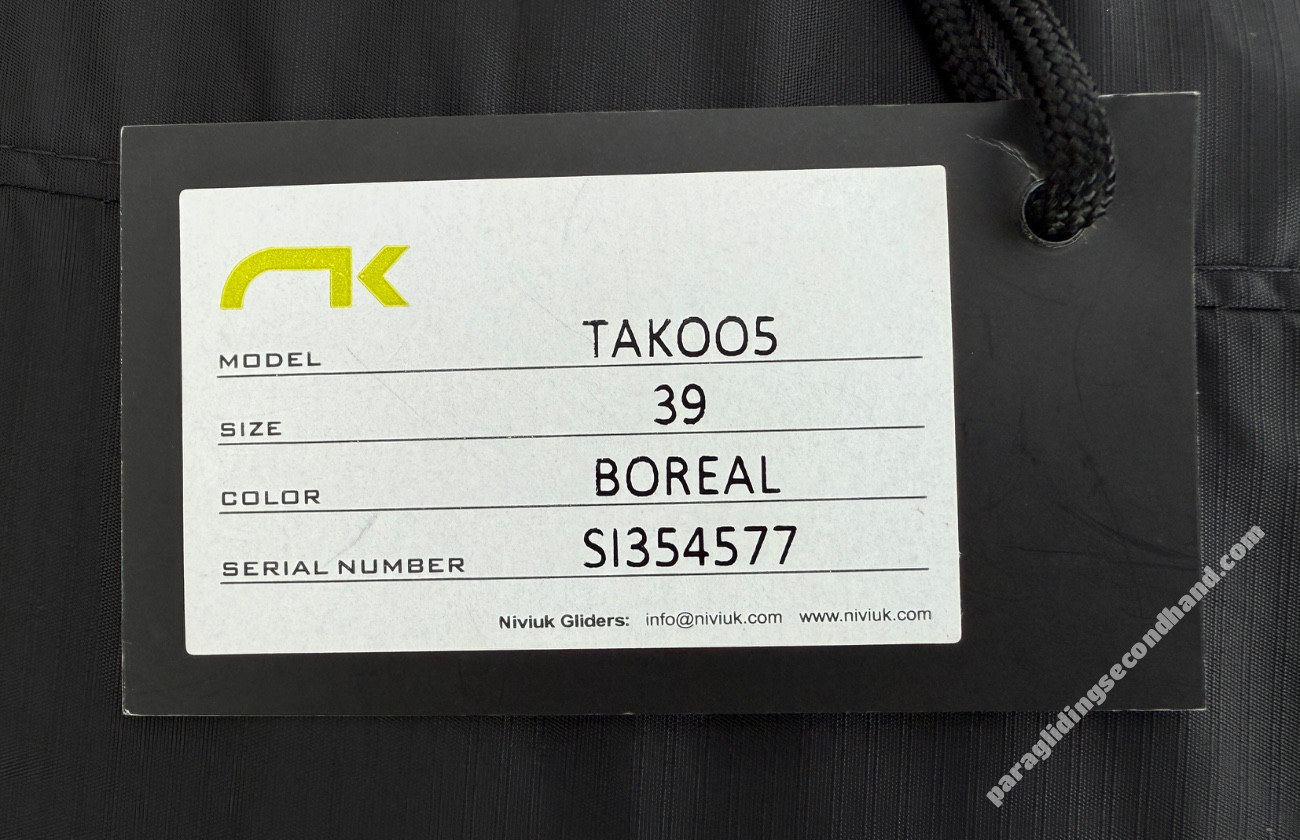 NK
MODEL TAKOO5
SIZE 39
COLOR BOREAL
SERIAL NUMBER SI354577
Niviuk Gliders: info@niviuk.com www.niviuk.com
paraglidingsecondhand.com